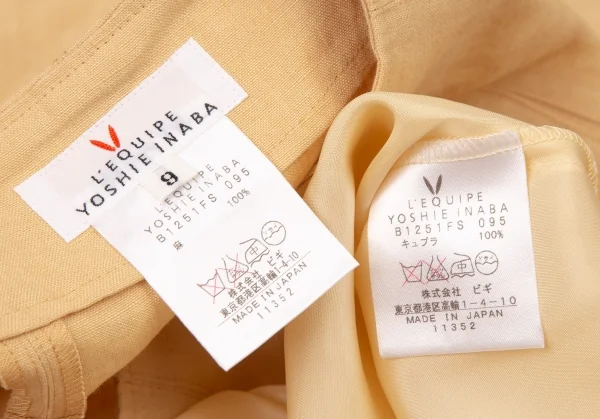 L'EQUIPE
YOSHIE INABA
9
L'EQUIPE
YOSHIE INABA
B1251FS 095
麻 100%
中
株式会社 ビギ
東京都港区高輪1-4-10
MADE IN JAPAN
11352
L'EQUIPE
YOSHIE INABA
B1251FS 095
キュプラ 100%
中
株式会社 ビギ
東京都港区高輪1-4-10
MADE IN JAPAN
11352